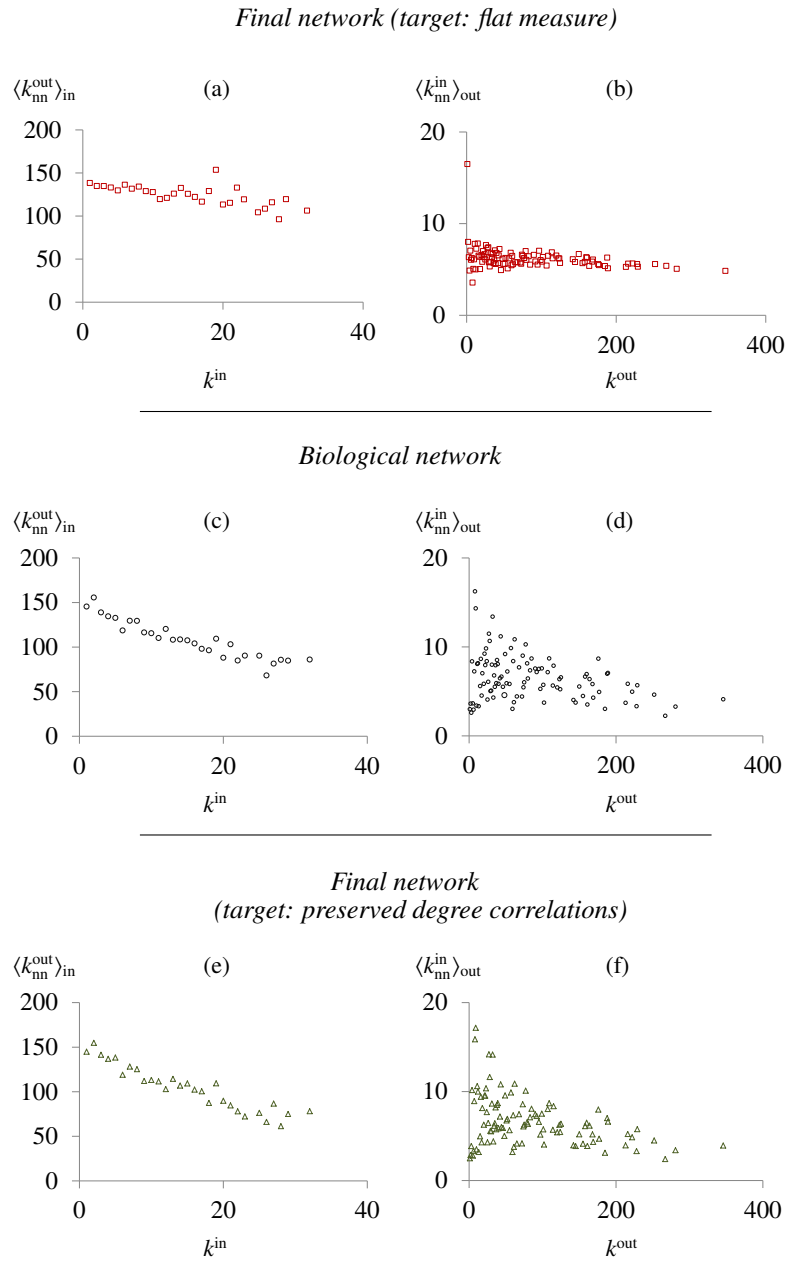 Final network (target: flat measure)
⟨k_nn^out⟩_in (a) ⟨k_nn^in⟩_out (b)
200 20
150
100 10
50
0 0
0 20 40 0 200 400
k^in k^out
Biological network
⟨k_nn^out⟩_in (c) ⟨k_nn^in⟩_out (d)
200 20
150
100 10
50
0 0
0 20 40 0 200 400
k^in k^out
Final network
(target: preserved degree correlations)
⟨k_nn^out⟩_in (e) ⟨k_nn^in⟩_out (f)
200 20
150
100 10
50
0 0
0 20 40 0 200 400
k^in k^out